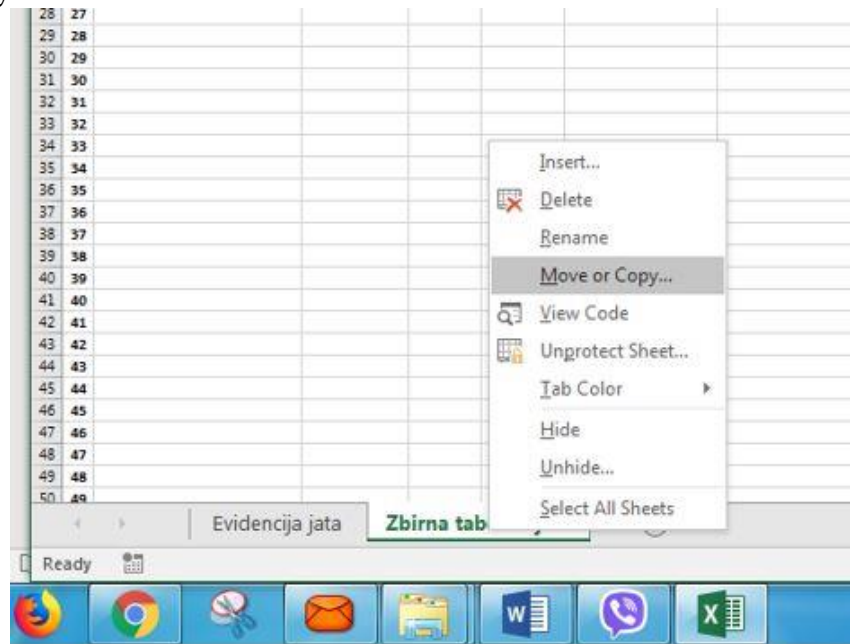 28 27
29 28
30 29
31 30
32 31
33 32
34 33
35 34
36 35
37 36
38 37
39 38
40 39
41 40
42 41
43 42
44 43
45 44
46 45
47 46
48 47
49 48
50 49
Insert...
Delete
Rename
Move or Copy...
View Code
Unprotect Sheet...
Tab Color
Hide
Unhide...
Select All Sheets
Evidencija jata
Zbirna
Ready